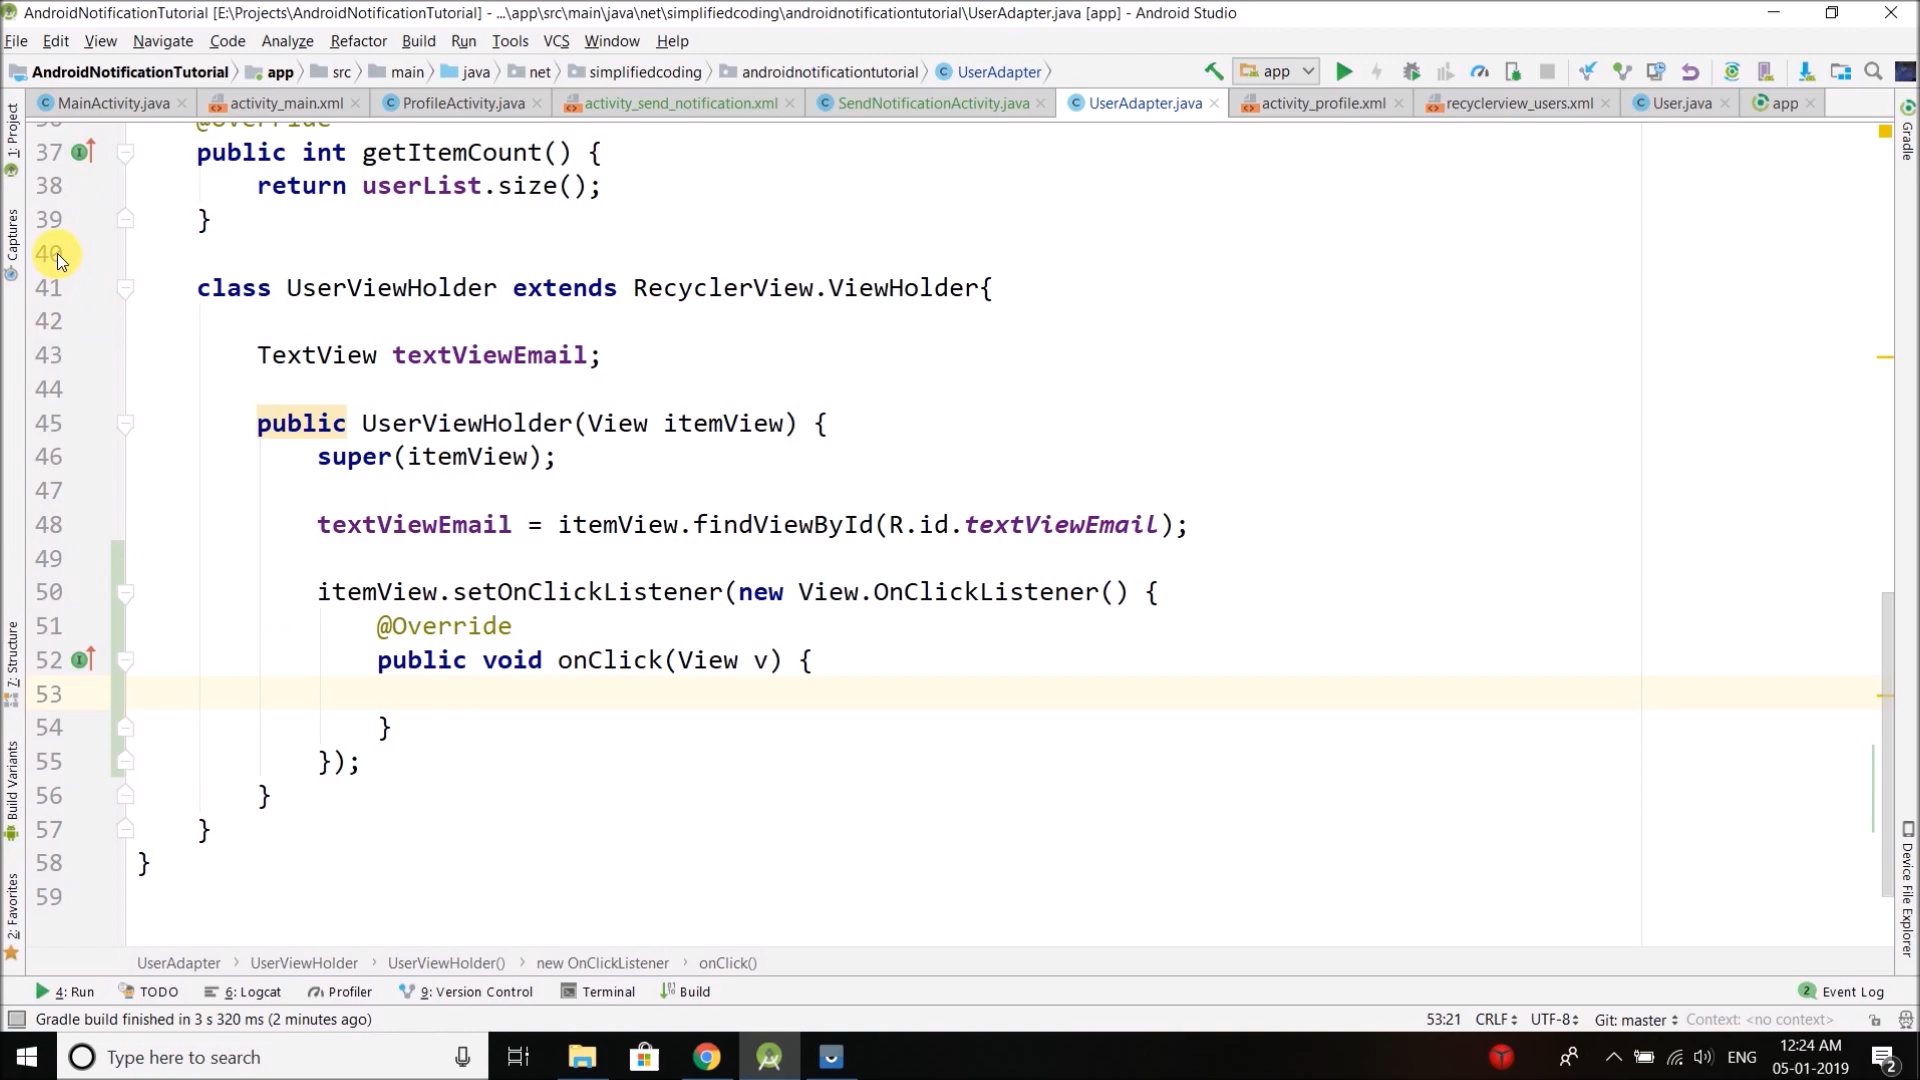 AndroidNotificationTutorial [E:\Projects\AndroidNotificationTutorial] - ...\app\src\main\java\net\simplifiedcoding\androidnotificationtutorial\UserAdapter.java [app] - Android Studio
File Edit View Navigate Code Analyze Refactor Build Run Tools VCS Window Help
AndroidNotificationTutorial app src main java net simplifiedcoding androidnotificationtutorial UserAdapter app
MainActivity.java activity_main.xml ProfileActivity.java activity_send_notification.xml SendNotificationActivity.java UserAdapter.java activity_profile.xml recyclerview_users.xml User.java app
1: Project
Captures
7: Structure
Build Variants
2: Favorites
Gradle
Device File Explorer
36 @Override
37 public int getItemCount() {
38 return userList.size();
39 }
40
41 class UserViewHolder extends RecyclerView.ViewHolder{
42
43 TextView textViewEmail;
44
45 public UserViewHolder(View itemView) {
46 super(itemView);
47
48 textViewEmail = itemView.findViewById(R.id.textViewEmail);
49
50 itemView.setOnClickListener(new View.OnClickListener() {
51 @Override
52 public void onClick(View v) {
53
54 }
55 });
56 }
57 }
58 }
59
UserAdapter UserViewHolder UserViewHolder() new OnClickListener onClick()
4: Run TODO 6: Logcat Profiler 9: Version Control Terminal Build 2 Event Log
Gradle build finished in 3 s 320 ms (2 minutes ago) 53:21 CRLF UTF-8 Git: master Context: <no context>
Type here to search ENG 12:24 AM
05-01-2019 2